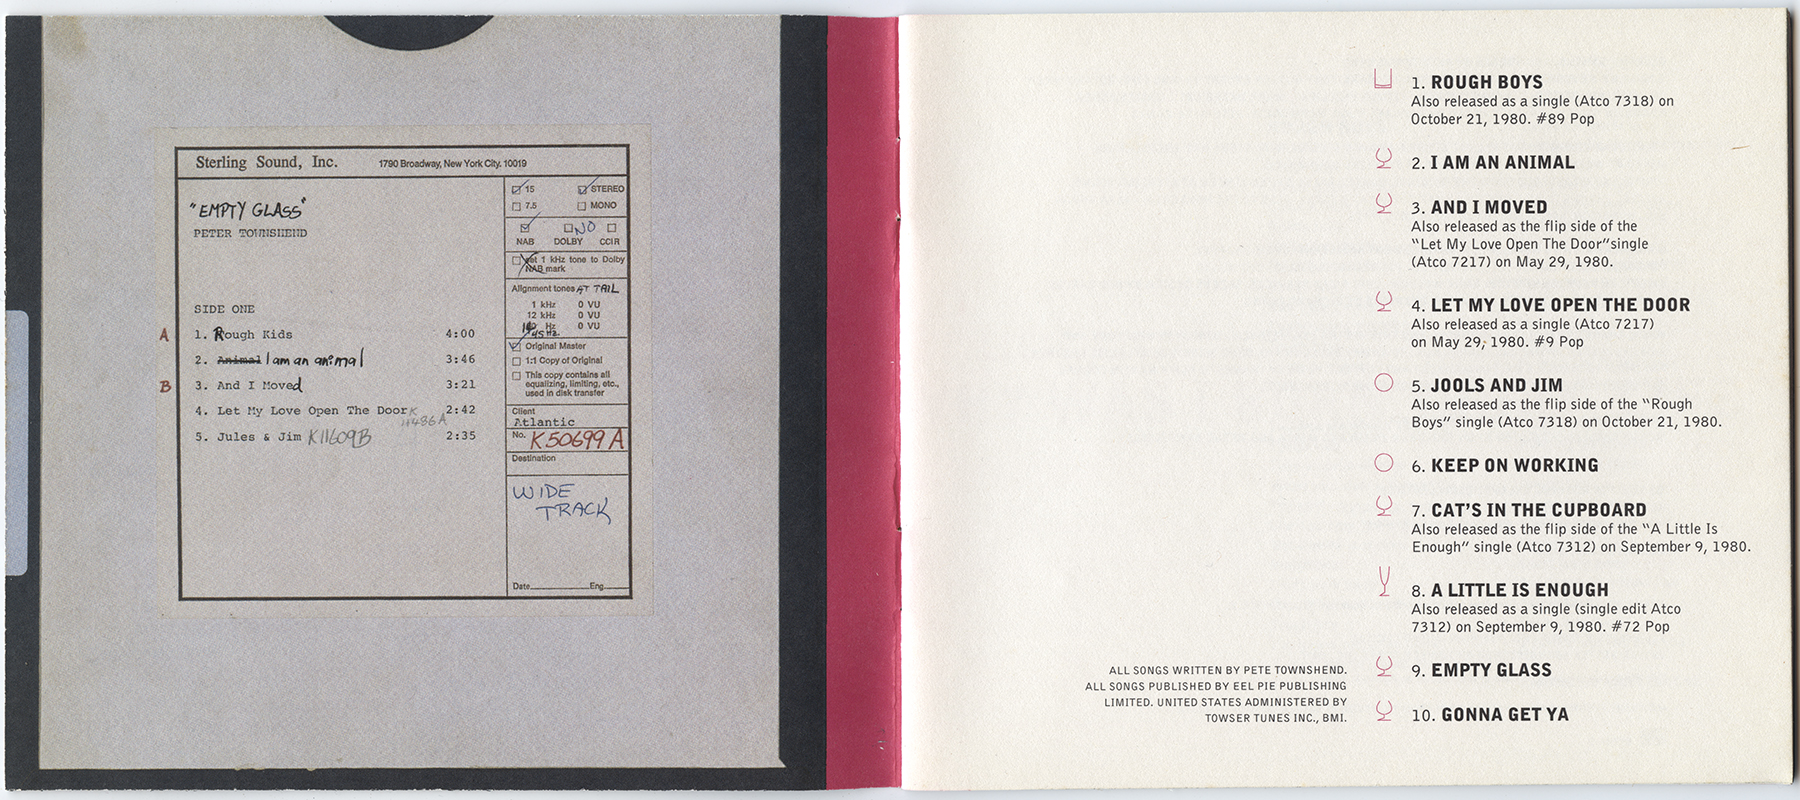 Sterling Sound, Inc. 1790 Broadway, New York City. 10019
"EMPTY GLASS"
PETER TOWNSHEND
SIDE ONE
A 1. Rough Kids 4:00
2. Animal I am an animal 3:46
B 3. And I Moved 3:21
4. Let My Love Open The Door K 11486 A 2:42
5. Jules & Jim K11609B 2:35
15 STEREO
7.5 MONO
NO
NAB DOLBY CCIR
set 1 kHz tone to Dolby
NAB mark
Alignment tones AT TAIL
1 kHz 0 VU
12 kHz 0 VU
Hz 0 VU
45 Hz
Original Master
1:1 Copy of Original
This copy contains all
equalizing, limiting, etc.,
used in disk transfer
Client
Atlantic
No. K50699 A
Destination
WIDE
TRACK
Date Eng.
1. ROUGH BOYS
Also released as a single (Atco 7318) on
October 21, 1980. #89 Pop
2. I AM AN ANIMAL
3. AND I MOVED
Also released as the flip side of the
"Let My Love Open The Door"single
(Atco 7217) on May 29, 1980.
4. LET MY LOVE OPEN THE DOOR
Also released as a single (Atco 7217)
on May 29, 1980. #9 Pop
5. JOOLS AND JIM
Also released as the flip side of the "Rough
Boys" single (Atco 7318) on October 21, 1980.
6. KEEP ON WORKING
7. CAT'S IN THE CUPBOARD
Also released as the flip side of the "A Little Is
Enough" single (Atco 7312) on September 9, 1980.
8. A LITTLE IS ENOUGH
Also released as a single (single edit Atco
7312) on September 9, 1980. #72 Pop
9. EMPTY GLASS
10. GONNA GET YA
ALL SONGS WRITTEN BY PETE TOWNSHEND.
ALL SONGS PUBLISHED BY EEL PIE PUBLISHING
LIMITED. UNITED STATES ADMINISTERED BY
TOWSER TUNES INC., BMI.